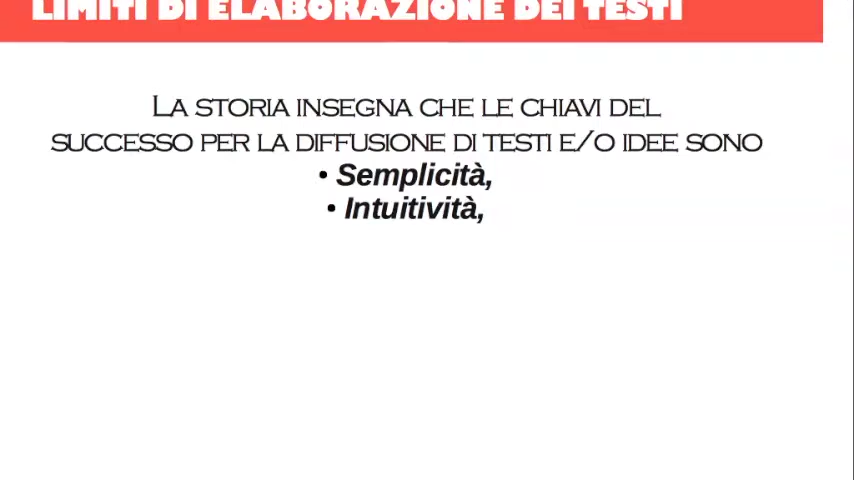 LIMITI DI ELABORAZIONE DEI TESTI
La storia insegna che le chiavi del
successo per la diffusione di testi e/o idee sono
• Semplicità,
• Intuitività,